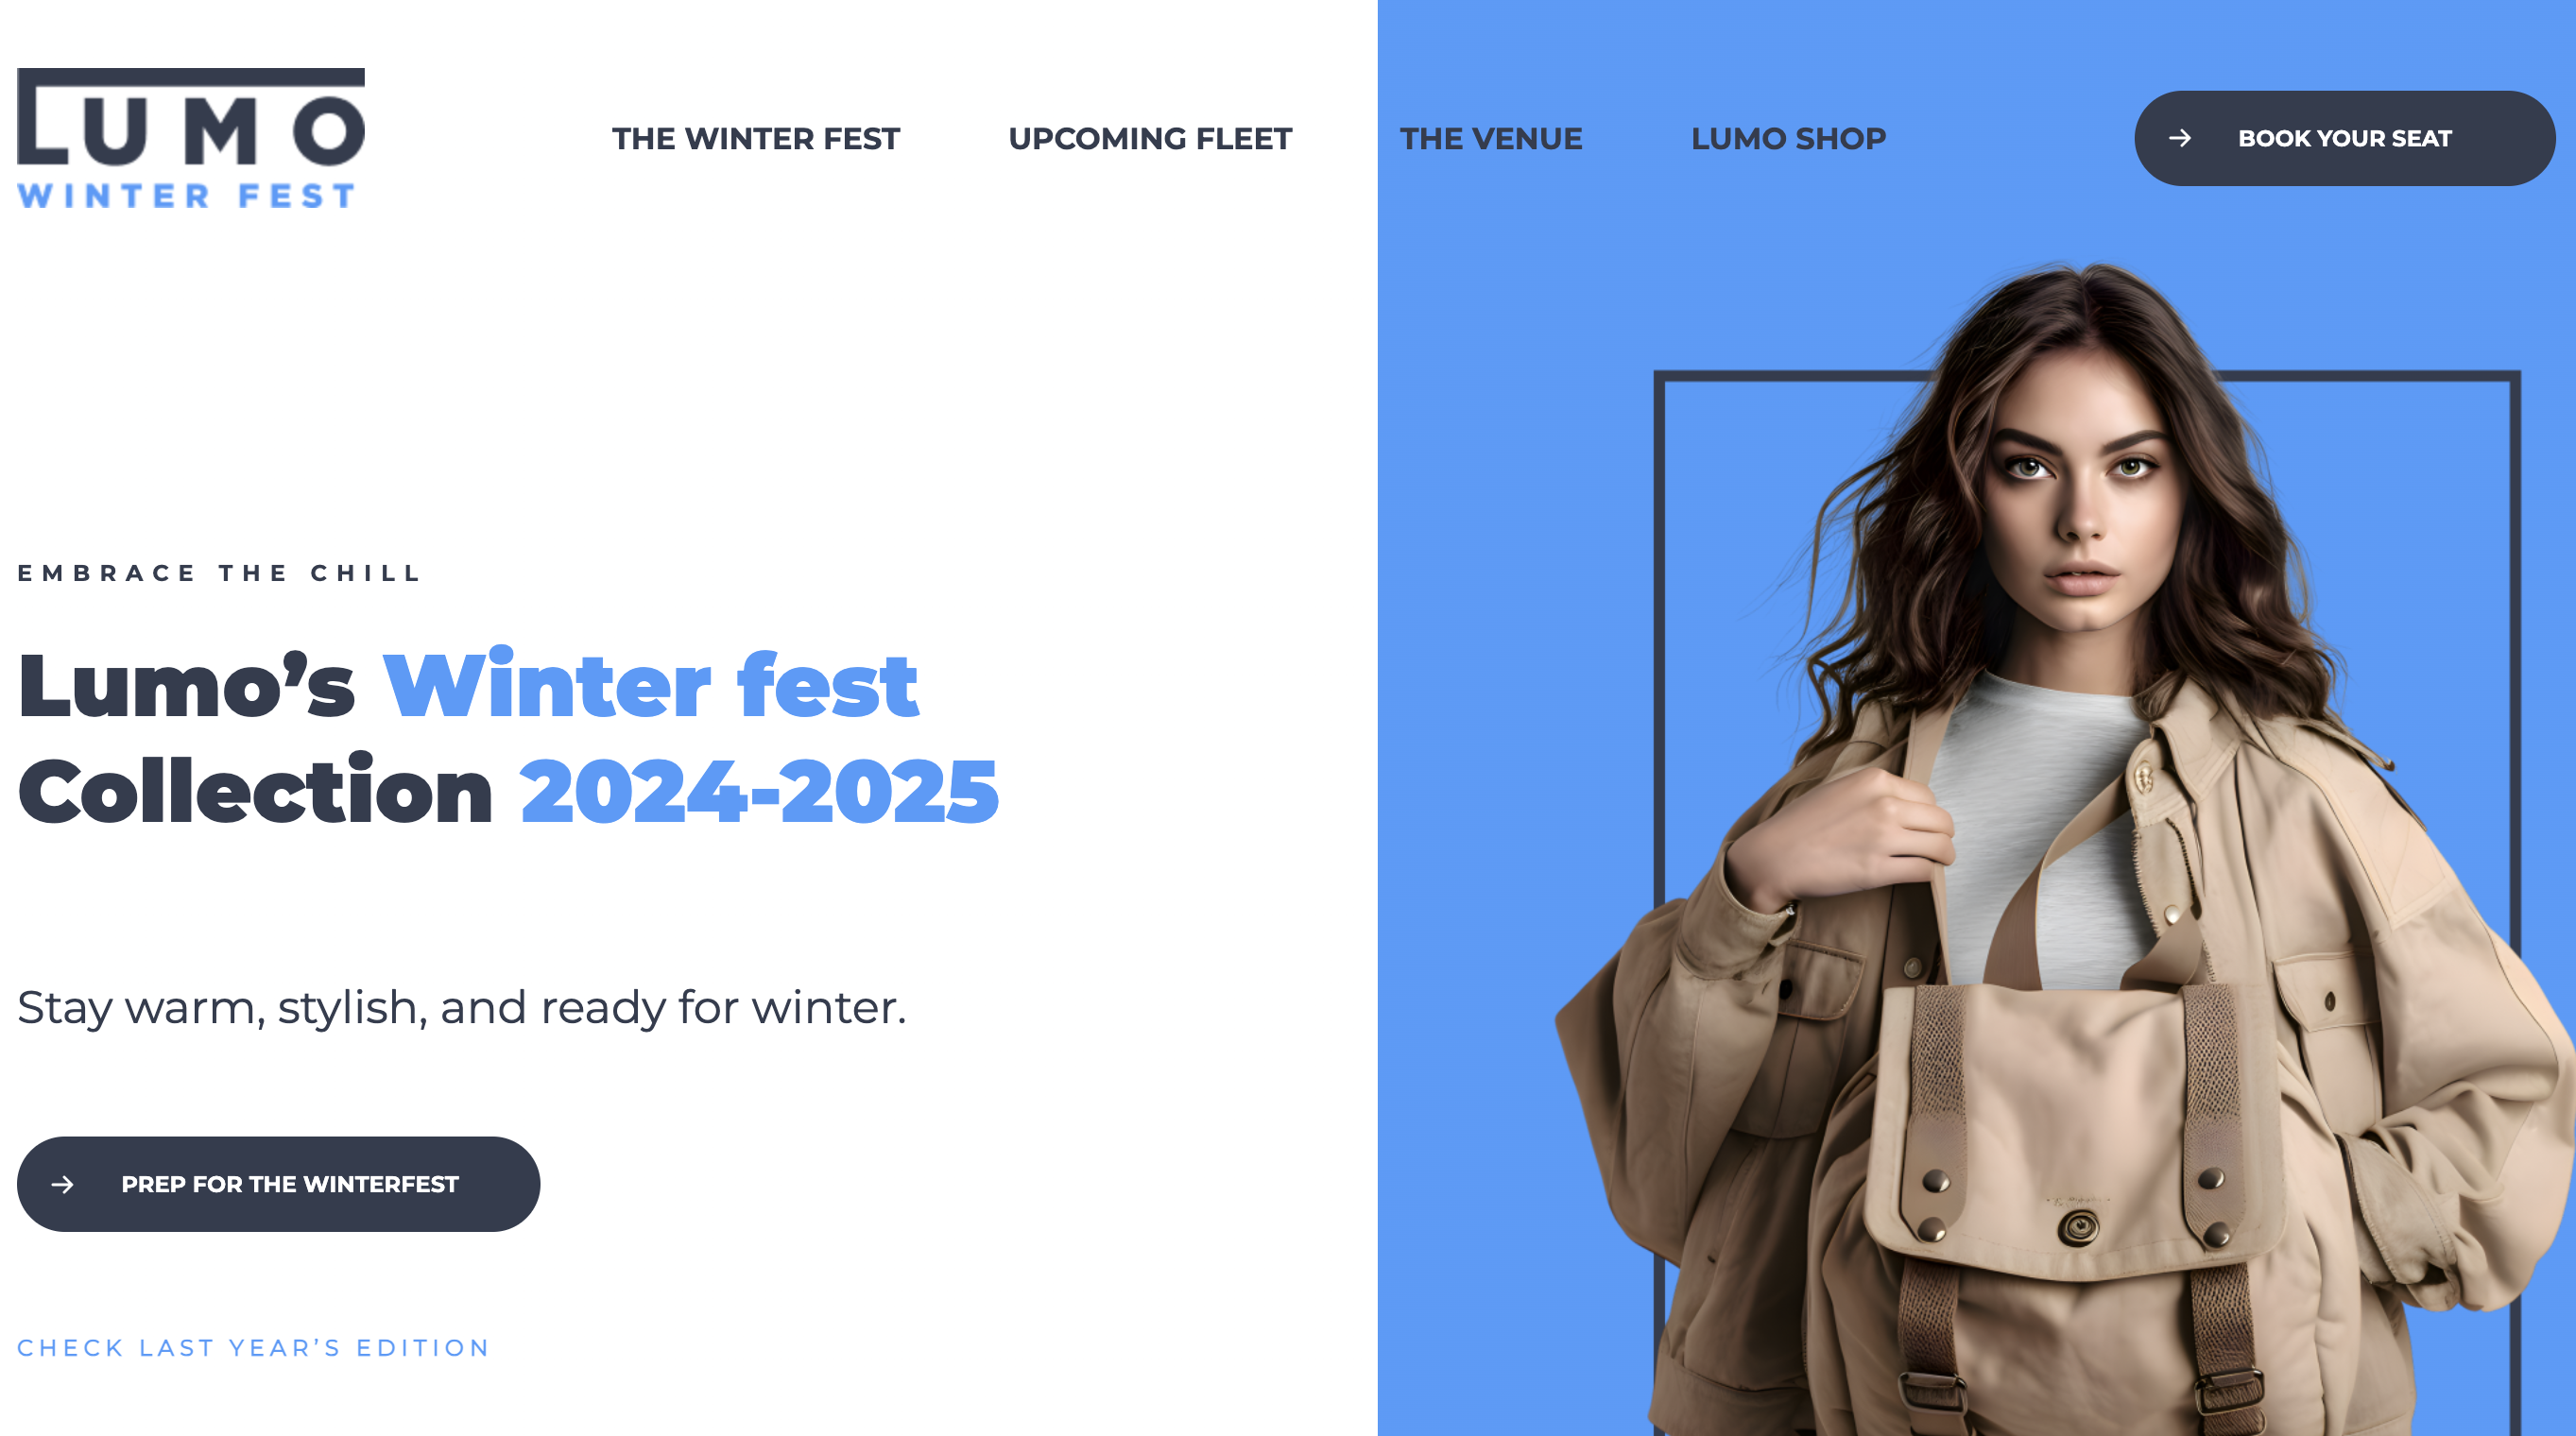 LUMO
WINTER FEST
THE WINTER FEST
UPCOMING FLEET
THE VENUE
LUMO SHOP
BOOK YOUR SEAT
EMBRACE THE CHILL
Lumo’s Winter fest
Collection 2024-2025
Stay warm, stylish, and ready for winter.
PREP FOR THE WINTERFEST
CHECK LAST YEAR’S EDITION